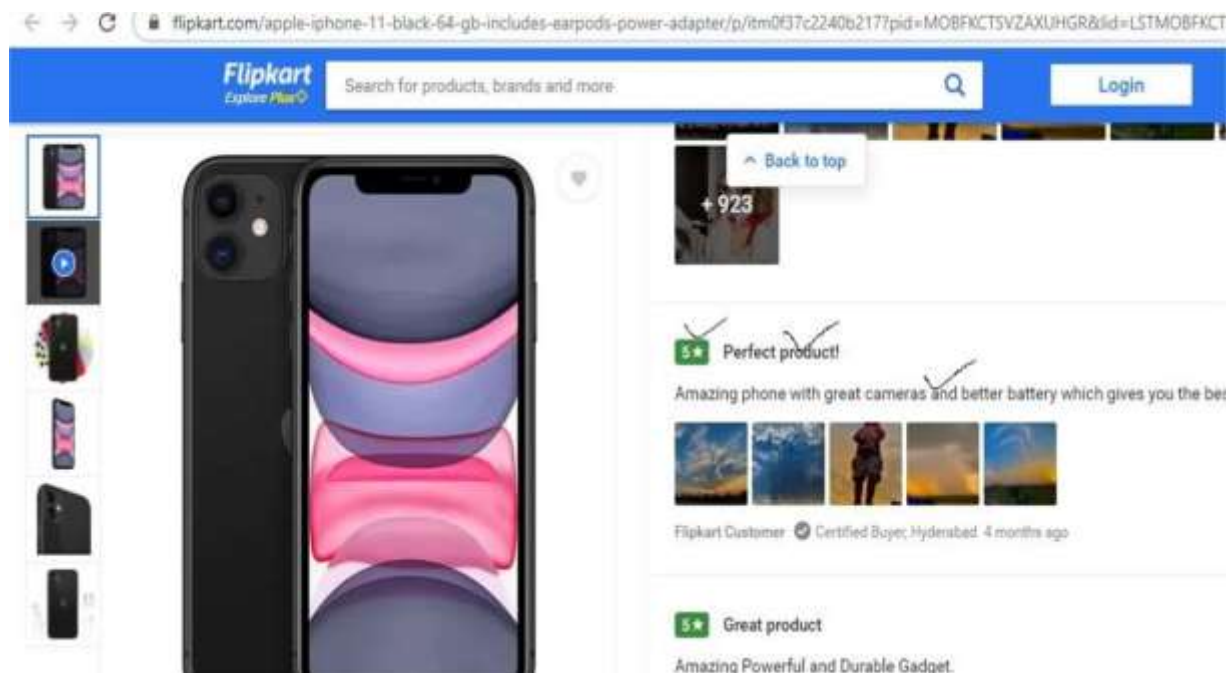 flipkart.com/apple-iphone-11-black-64-gb-includes-earpods-power-adapter/p/itm0f37c2240b217?pid=MOBFKCTSVZAXUHGR&lid=LSTMOBFKCT
Flipkart
Explore Plus
Search for products, brands and more
Login
Back to top
+ 923
5★ Perfect product!
Amazing phone with great cameras and better battery which gives you the bes
Flipkart Customer Certified Buyer, Hyderabad 4 months ago
5★ Great product
Amazing Powerful and Durable Gadget.